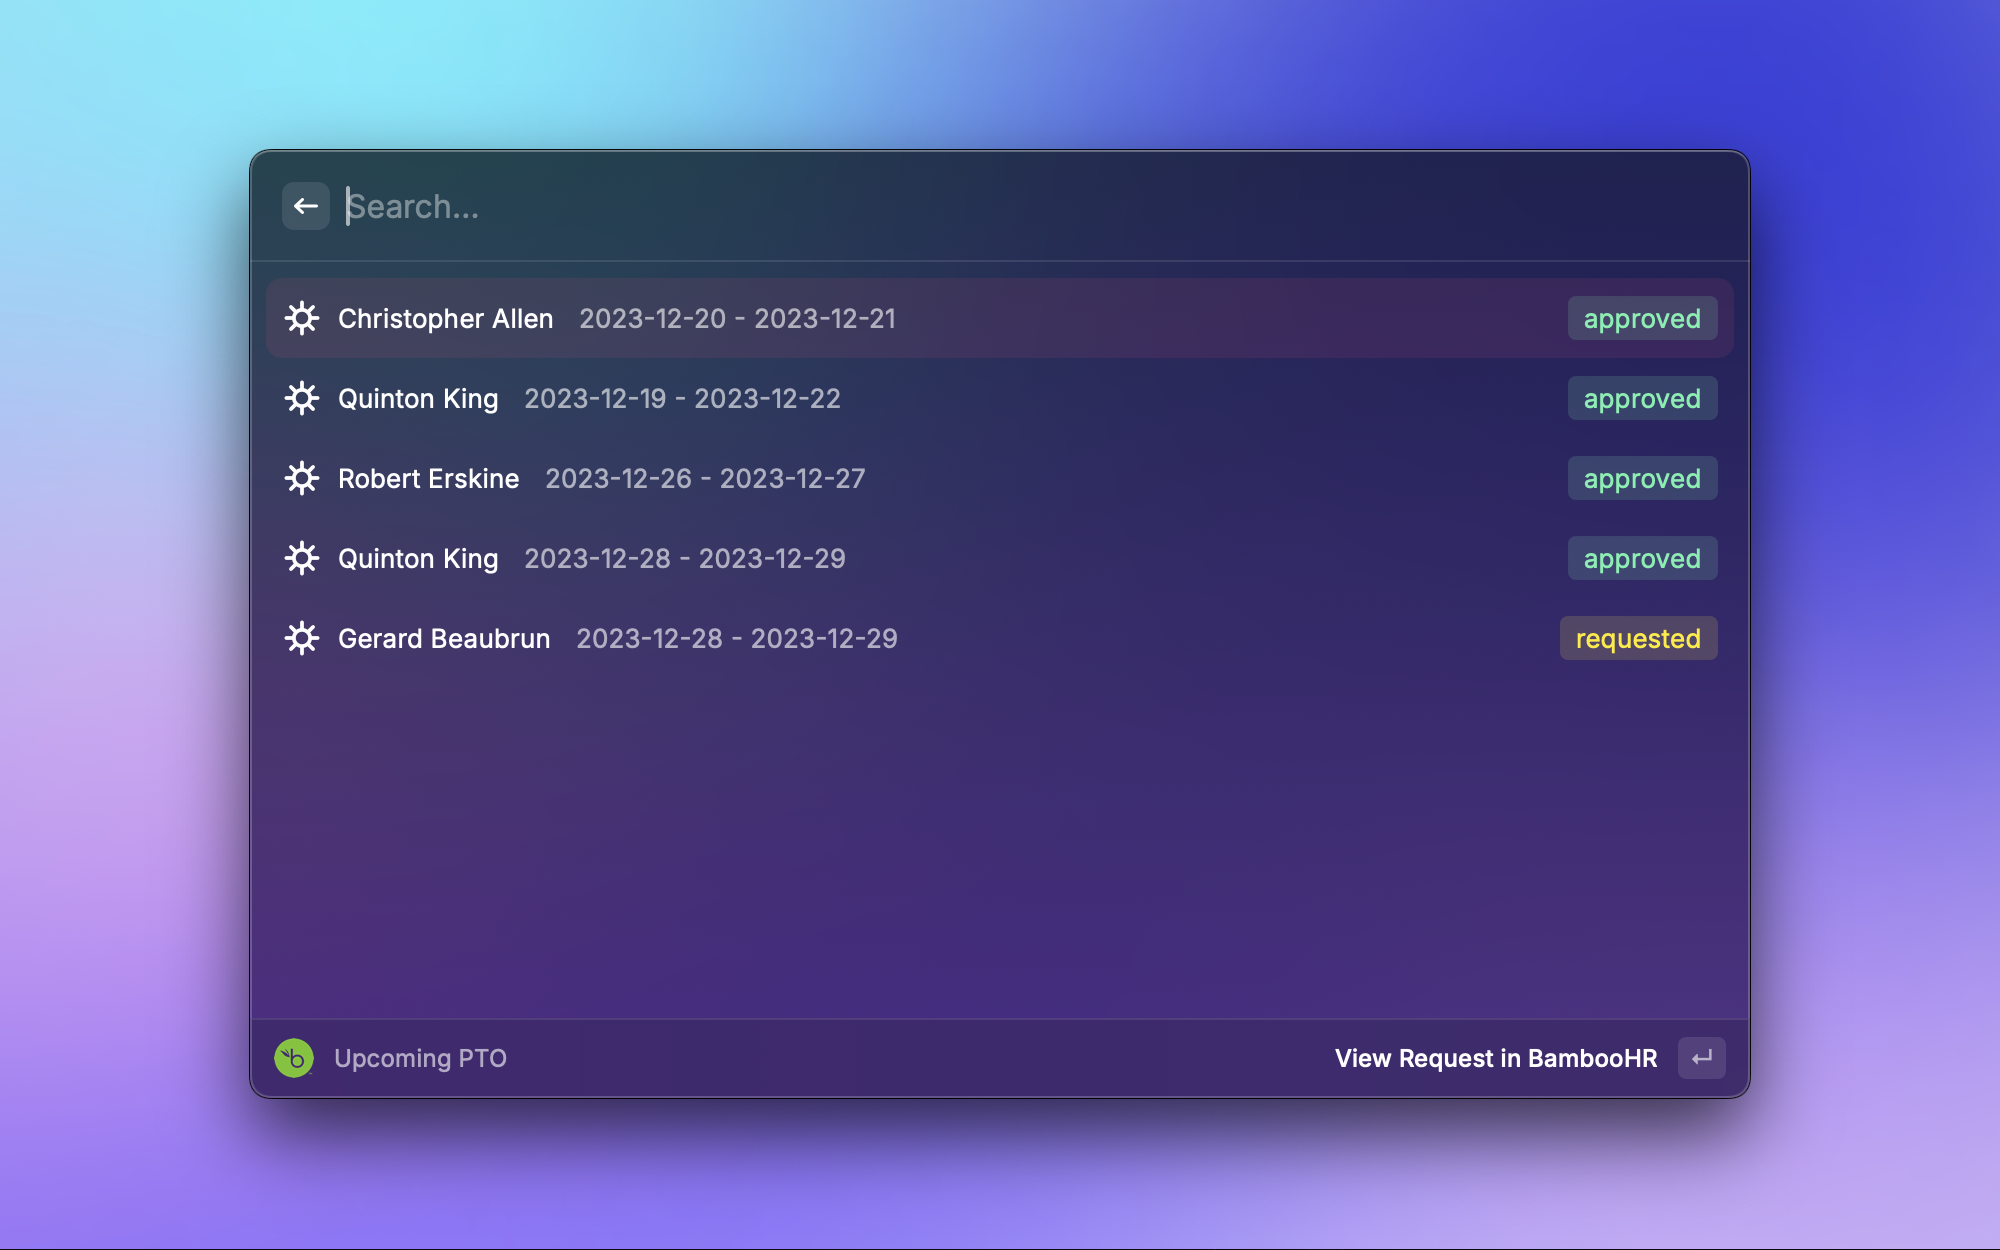 Search...
Christopher Allen 2023-12-20 - 2023-12-21 approved
Quinton King 2023-12-19 - 2023-12-22 approved
Robert Erskine 2023-12-26 - 2023-12-27 approved
Quinton King 2023-12-28 - 2023-12-29 approved
Gerard Beaubrun 2023-12-28 - 2023-12-29 requested
b Upcoming PTO View Request in BambooHR